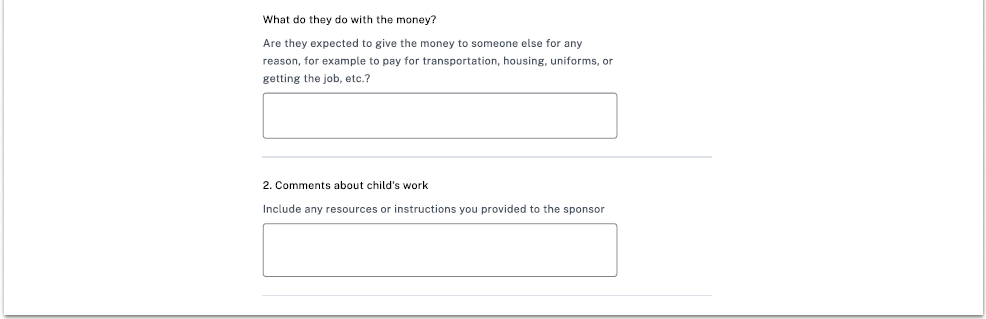 What do they do with the money?
Are they expected to give the money to someone else for any
reason, for example to pay for transportation, housing, uniforms, or
getting the job, etc.?
2. Comments about child's work
Include any resources or instructions you provided to the sponsor